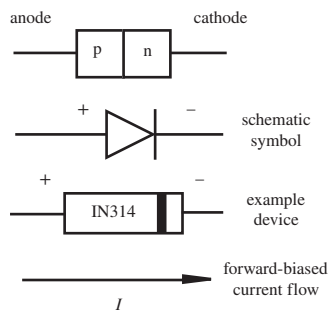 anode
cathode
p
n
+
–
schematic
symbol
+
–
IN314
example
device
forward-biased
current flow
I